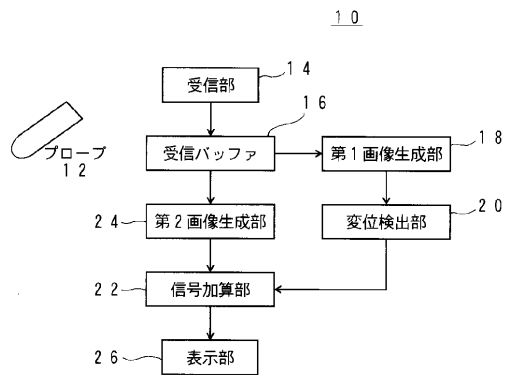 １０
受信部
１４
１６
プローブ
１２
受信バッファ
第１画像生成部
１８
２４
第２画像生成部
変位検出部
２０
２２
信号加算部
２６
表示部